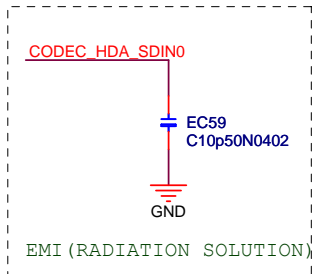 CODEC_HDA_SDIN0
EC59
C10p50N0402
GND
EMI(RADIATION SOLUTION)